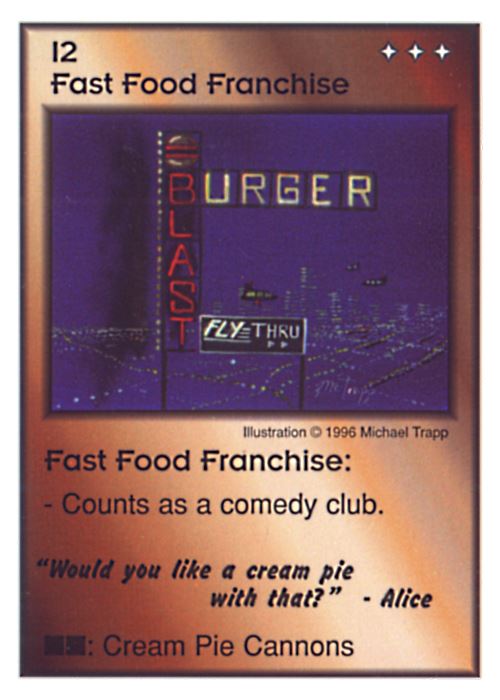 12
Fast Food Franchise
BURGER
BLAST
FLY-THRU
Illustration © 1996 Michael Trapp
Fast Food Franchise:
- Counts as a comedy club.
"Would you like a cream pie
with that?" - Alice
: Cream Pie Cannons